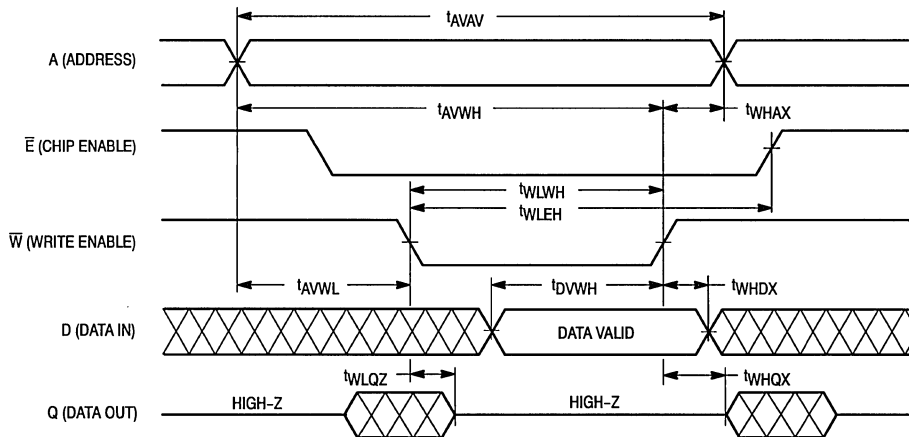 tAVAV
A (ADDRESS)
tAVWH
tWHAX
E̅ (CHIP ENABLE)
tWLWH
tWLEH
W̅ (WRITE ENABLE)
tAVWL
tDVWH
tWHDX
D (DATA IN)
DATA VALID
tWLQZ
tWHQX
Q (DATA OUT)
HIGH–Z
HIGH–Z